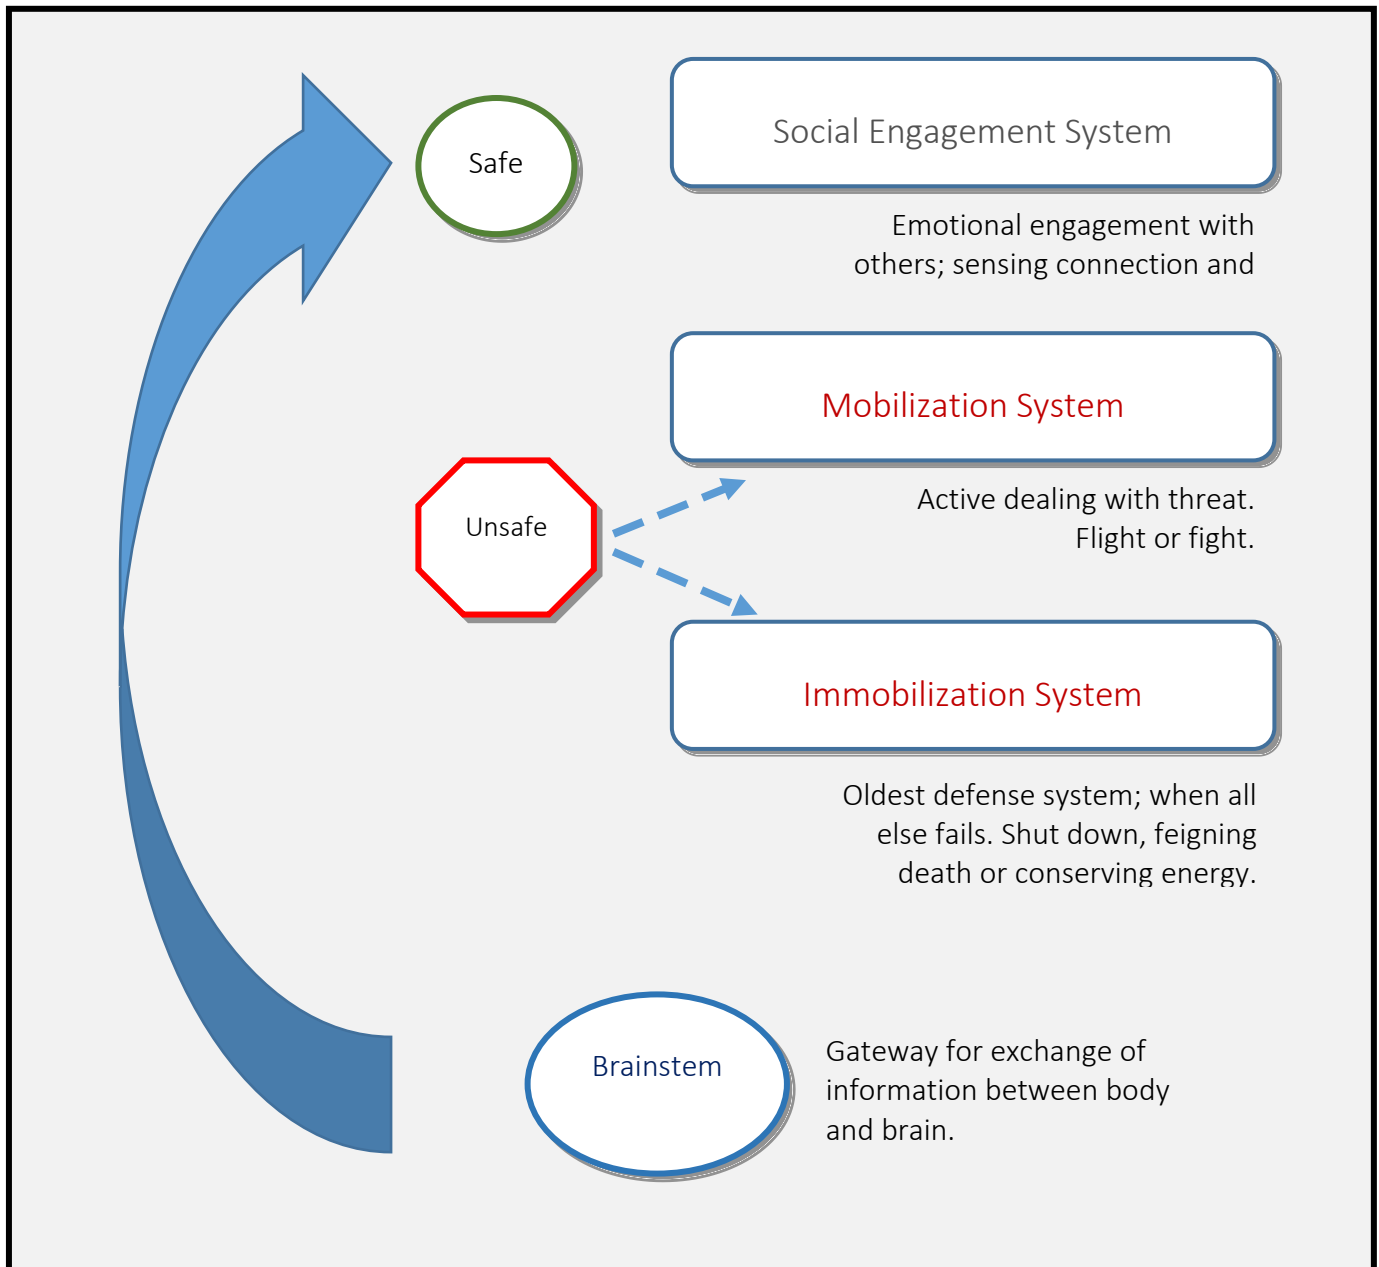 Safe
Social Engagement System
Emotional engagement with
others; sensing connection and
Mobilization System
Unsafe
Active dealing with threat.
Flight or fight.
Immobilization System
Oldest defense system; when all
else fails. Shut down, feigning
death or conserving energy.
Brainstem
Gateway for exchange of
information between body
and brain.